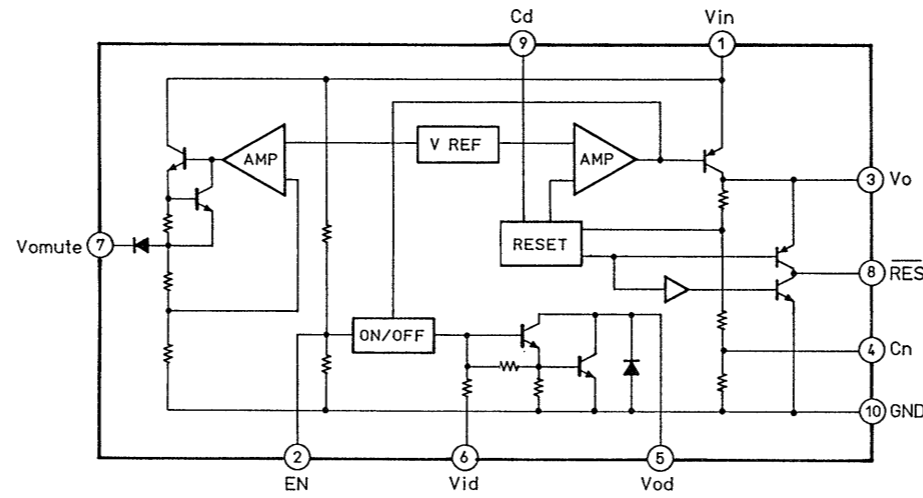 Cd Vin
9 1
AMP V REF AMP
3 Vo
Vomute 7 RESET
8 RES
ON/OFF
4 Cn
10 GND
2 6 5
EN Vid Vod